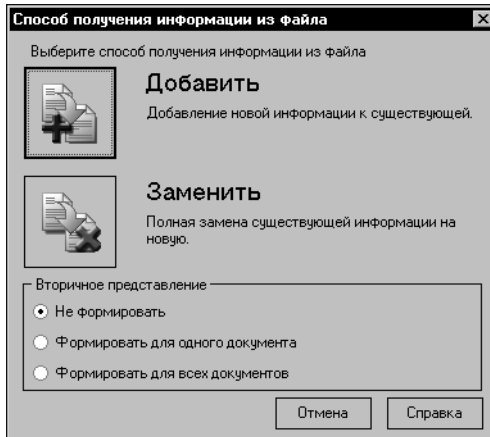 Способ получения информации из файла
Выберите способ получения информации из файла
Добавить
Добавление новой информации к существующей.
Заменить
Полная замена существующей информации на
новую.
Вторичное представление
Не формировать
Формировать для одного документа
Формировать для всех документов
Отмена
Справка